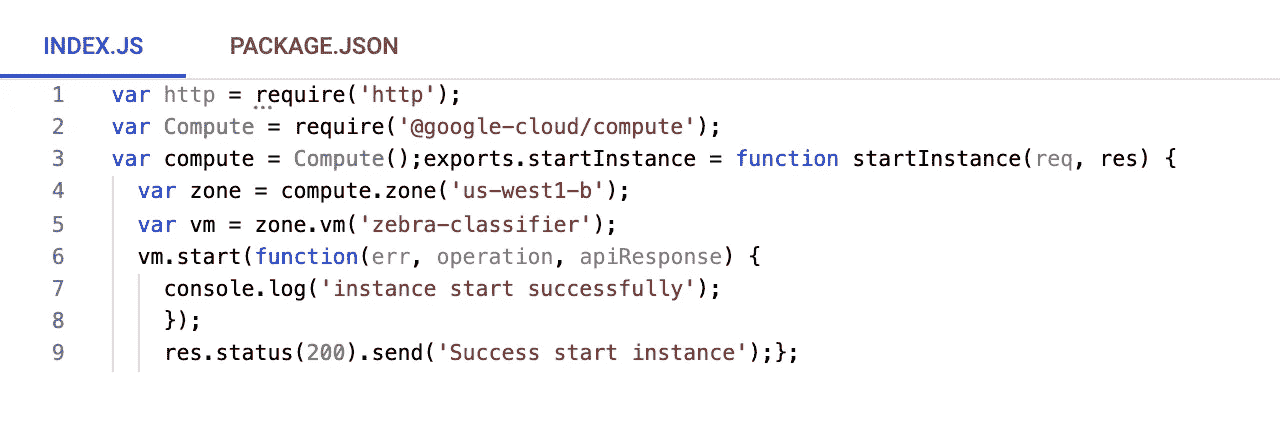 INDEX.JS PACKAGE.JSON
1 var http = require('http');
2 var Compute = require('@google-cloud/compute');
3 var compute = Compute();exports.startInstance = function startInstance(req, res) {
4 var zone = compute.zone('us-west1-b');
5 var vm = zone.vm('zebra-classifier');
6 vm.start(function(err, operation, apiResponse) {
7 console.log('instance start successfully');
8 });
9 res.status(200).send('Success start instance');};